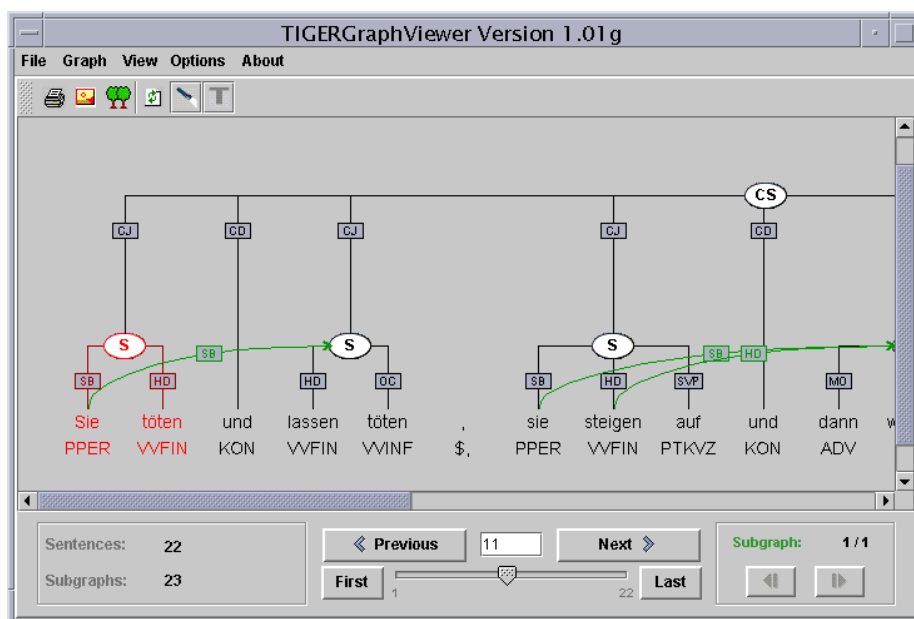 TIGERGraphViewer Version 1.01g
File Graph View Options About
CS
CJ CD CJ CJ CD
S S S
SB SB HD
SB HD HD OC SB HD SVP MO
Sie töten und lassen töten , sie steigen auf und dann
PPER VVFIN KON VVFIN VVINF $, PPER VVFIN PTKVZ KON ADV
Sentences: 22
Subgraphs: 23
Previous 11 Next
First 1 22 Last
Subgraph: 1 / 1